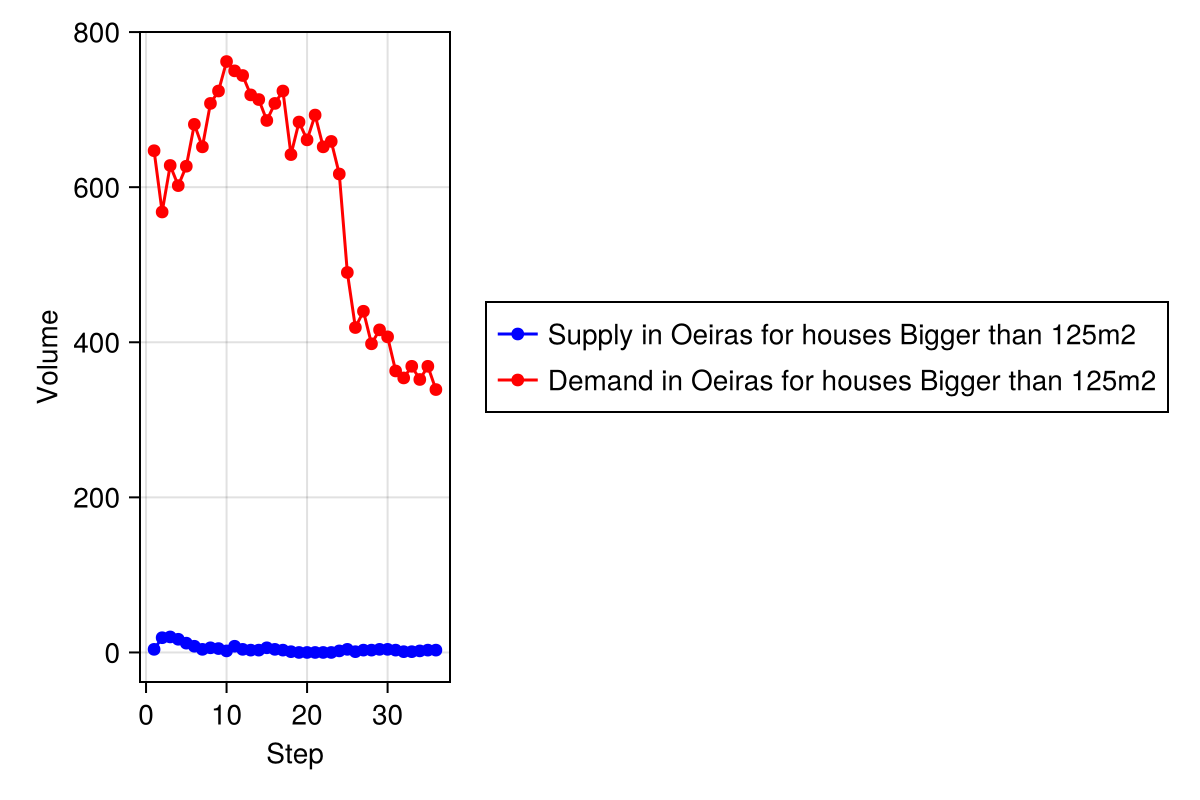 800
600
400
200
0
Volume
0 10 20 30
Step
Supply in Oeiras for houses Bigger than 125m2
Demand in Oeiras for houses Bigger than 125m2